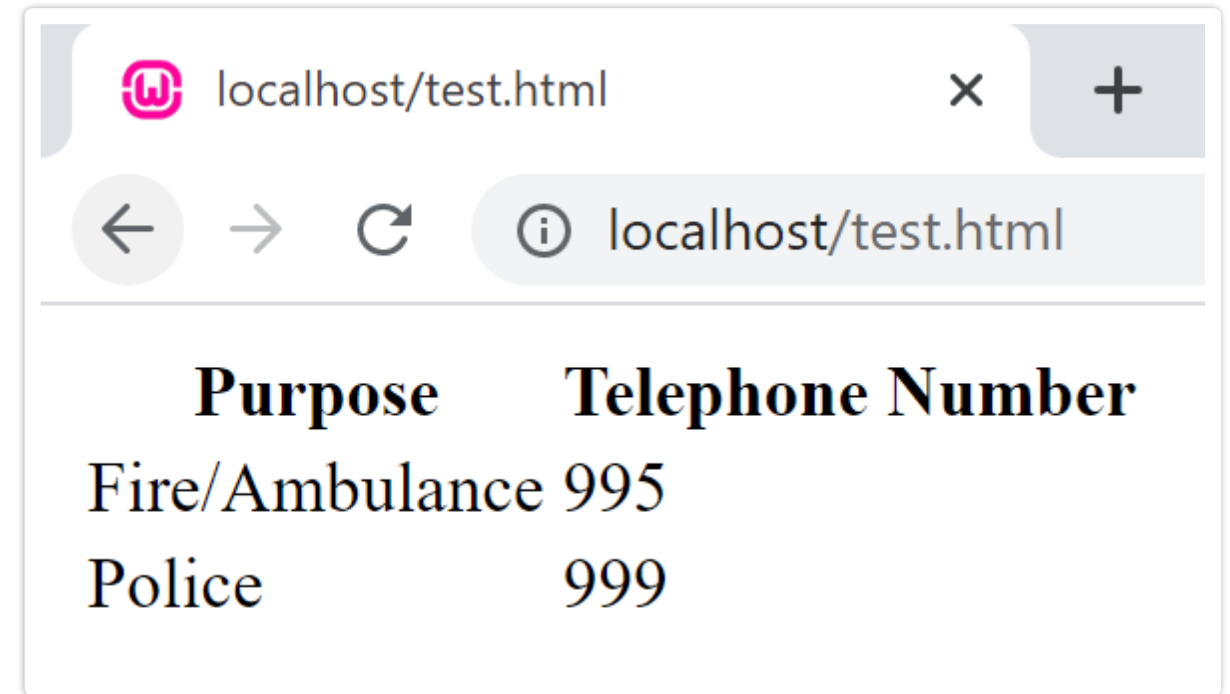 localhost/test.html
localhost/test.html
Purpose Telephone Number
Fire/Ambulance 995
Police 999